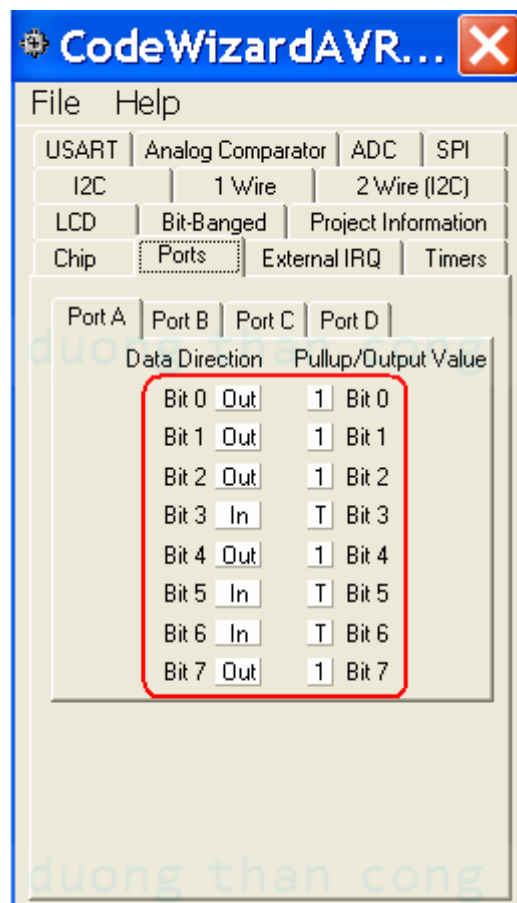 CodeWizardAVR...
File Help
USART Analog Comparator ADC SPI
I2C 1 Wire 2 Wire (I2C)
LCD Bit-Banged Project Information
Chip Ports External IRQ Timers
Port A Port B Port C Port D
duong than cong
Data Direction Pullup/Output Value
Bit 0 Out 1 Bit 0
Bit 1 Out 1 Bit 1
Bit 2 Out 1 Bit 2
Bit 3 In T Bit 3
Bit 4 Out 1 Bit 4
Bit 5 In T Bit 5
Bit 6 In T Bit 6
Bit 7 Out 1 Bit 7
duong than cong